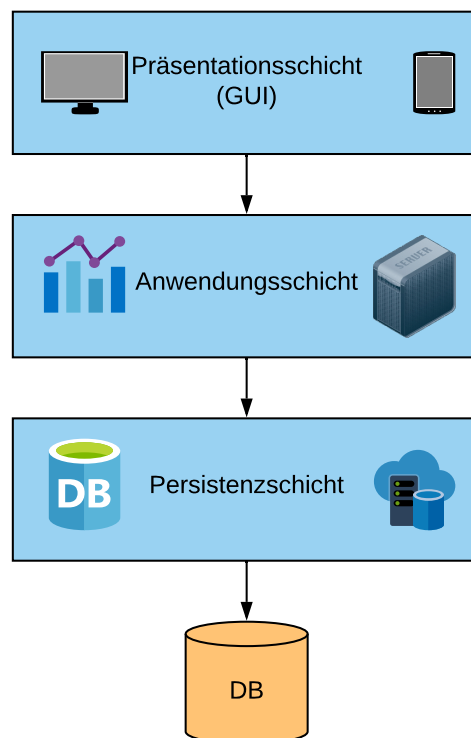 Präsentationsschicht
(GUI)
Anwendungsschicht
SERVER
Persistenzschicht
DB
DB